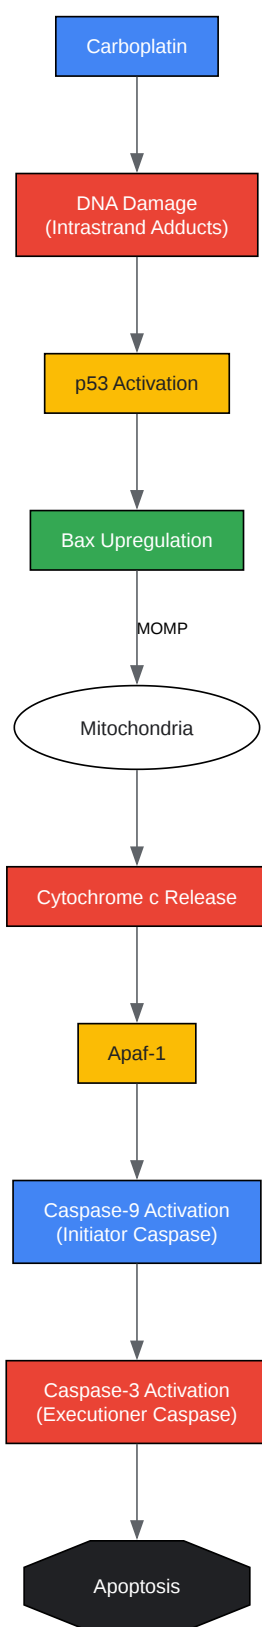 Carboplatin
DNA Damage
(Intrastrand Adducts)
p53 Activation
Bax Upregulation
MOMP
Mitochondria
Cytochrome c Release
Apaf-1
Caspase-9 Activation
(Initiator Caspase)
Caspase-3 Activation
(Executioner Caspase)
Apoptosis